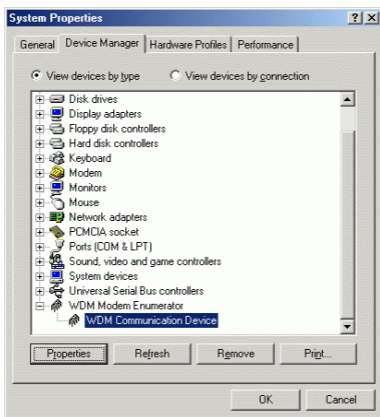 System Properties
General Device Manager Hardware Profiles Performance
View devices by type View devices by connection
Disk drives
Display adapters
Floppy disk controllers
Hard disk controllers
Keyboard
Modem
Monitors
Mouse
Network adapters
PCMCIA socket
Ports (COM & LPT)
Sound, video and game controllers
System devices
Universal Serial Bus controllers
WDM Modem Enumerator
WDM Communication Device
Properties Refresh Remove Print...
OK Cancel